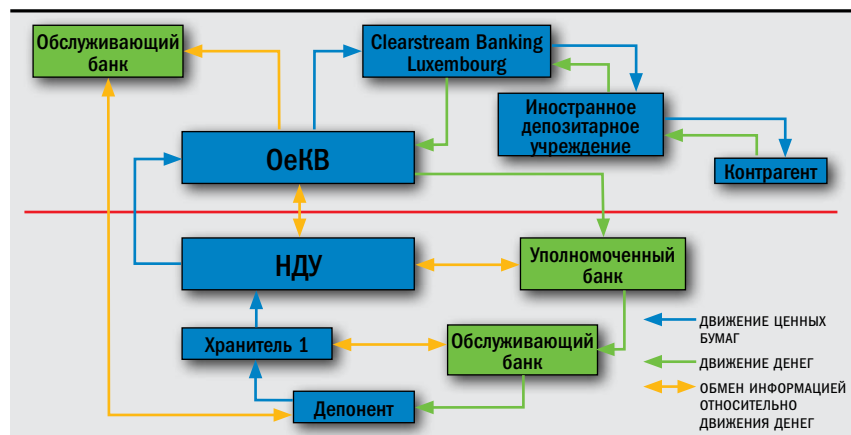 Обслуживающий
банк
Clearstream Banking
Luxembourg
Иностранное
депозитарное
учреждение
Контрагент
ОеКВ
НДУ
Уполномоченный
банк
Хранитель 1
Обслуживающий
банк
Депонент
ДВИЖЕНИЕ ЦЕННЫХ
БУМАГ
ДВИЖЕНИЕ ДЕНЕГ
ОБМЕН ИНФОРМАЦИЕЙ
ОТНОСИТЕЛЬНО
ДВИЖЕНИЯ ДЕНЕГ